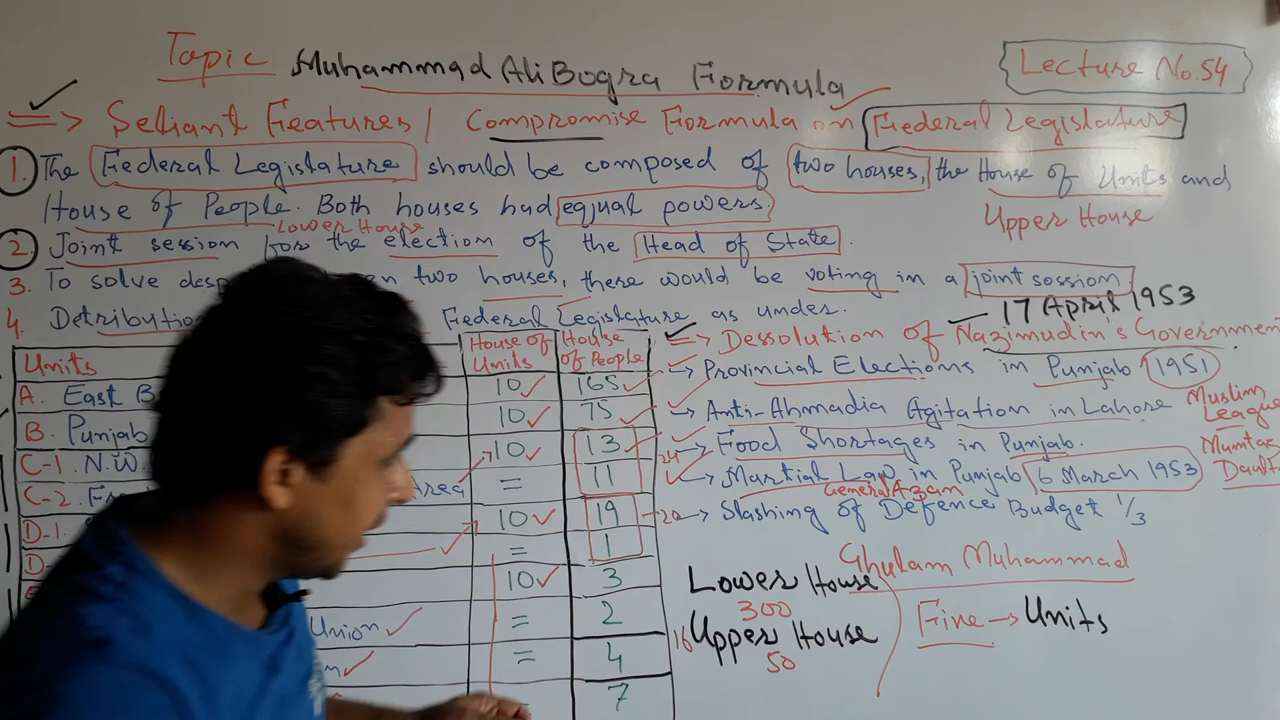 Topic Muhammad Ali Bogra Formula
Lecture No.54
=> Seliant Features / Compromise Formula on Federal Legislature
1. The Federal Legislature should be composed of two houses, the House of Units and
House of People. Both houses had eqjual powers.
Lower House
Upper House
2. Joint session for the election of the Head of State.
3. To solve two houses, there would be voting in a joint sossion
17 April 1953
4. Federal Legislature as under.
Units House of Units House of People
A. East B 10 165
B. Punjab 10 75
C-1. N.W. 10 13
C-2. Area = 11
24
D-1. 10 19
= 1
20
10 3
Union = 2
= 4
16
7
=> Dessolution of Nazimudin's Government
→ Provincial Elections in Punjab 1951
→ Anti-Ahmadia Agitation in Lahore
Muslim League
→ Food Shortages in Punjab.
→ Martial Law in Punjab 6 March 1953
General Azam
→ Slashing of Defence Budget 1/3
Ghulam Muhammad
Lower House
300
Upper House
50
Five → Units